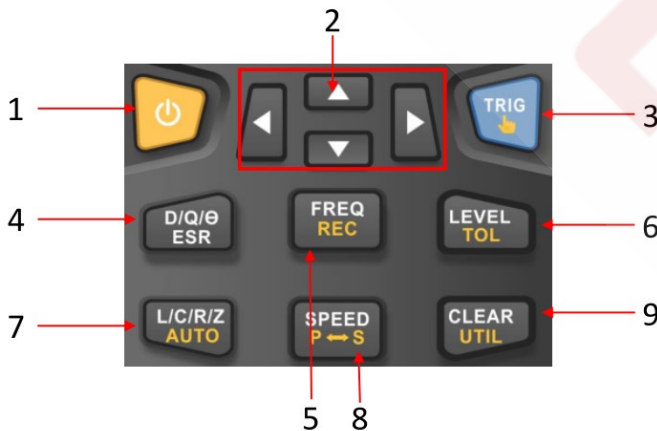 2
1
TRIG
3
4
D/Q/Θ
ESR
FREQ
REC
LEVEL
TOL
6
7
L/C/R/Z
AUTO
SPEED
P ↔ S
CLEAR
UTIL
9
5
8